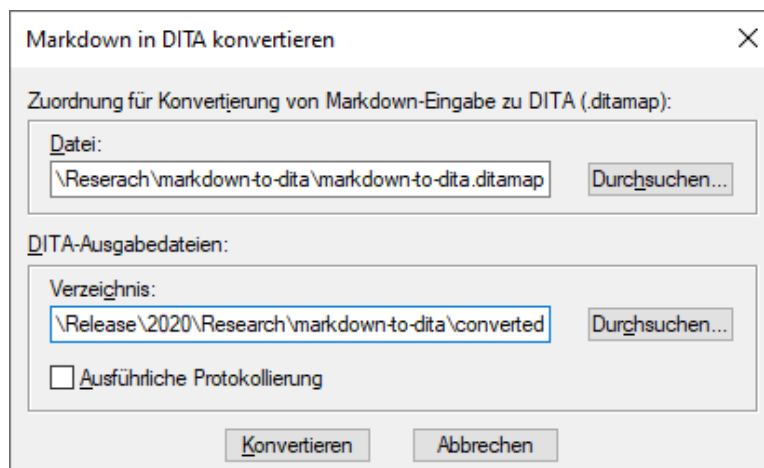 Markdown in DITA konvertieren
Zuordnung für Konvertierung von Markdown-Eingabe zu DITA (.ditamap):
Datei:
\Reserach\markdown-to-dita\markdown-to-dita.ditamap
Durchsuchen...
DITA-Ausgabedateien:
Verzeichnis:
\Release\2020\Research\markdown-to-dita\converted
Durchsuchen...
Ausführliche Protokollierung
Konvertieren
Abbrechen